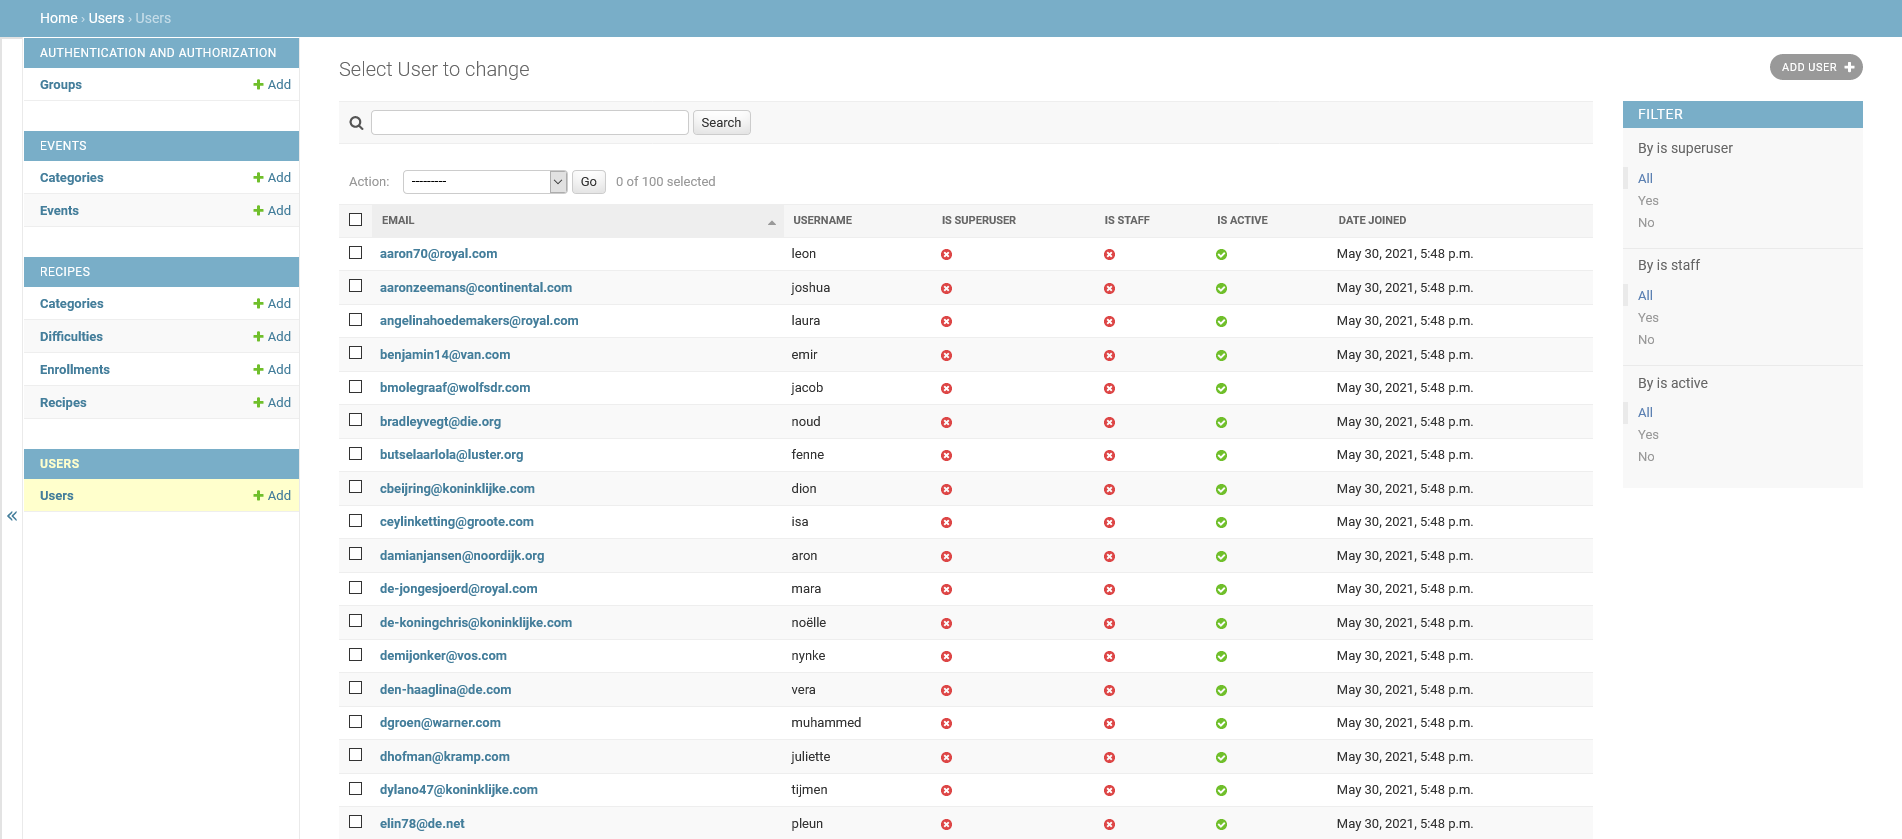 Home › Users › Users
AUTHENTICATION AND AUTHORIZATION
Groups Add
EVENTS
Categories Add
Events Add
RECIPES
Categories Add
Difficulties Add
Enrollments Add
Recipes Add
USERS
Users Add
«
Select User to change
ADD USER
Search
Action: --------- Go 0 of 100 selected
EMAIL USERNAME IS SUPERUSER IS STAFF IS ACTIVE DATE JOINED
aaron70@royal.com leon May 30, 2021, 5:48 p.m.
aaronzeemans@continental.com joshua May 30, 2021, 5:48 p.m.
angelinahoedemakers@royal.com laura May 30, 2021, 5:48 p.m.
benjamin14@van.com emir May 30, 2021, 5:48 p.m.
bmolegraaf@wolfsdr.com jacob May 30, 2021, 5:48 p.m.
bradleyvegt@die.org noud May 30, 2021, 5:48 p.m.
butselaarlola@luster.org fenne May 30, 2021, 5:48 p.m.
cbeijring@koninklijke.com dion May 30, 2021, 5:48 p.m.
ceylinketting@groote.com isa May 30, 2021, 5:48 p.m.
damianjansen@noordijk.org aron May 30, 2021, 5:48 p.m.
de-jongesjoerd@royal.com mara May 30, 2021, 5:48 p.m.
de-koningchris@koninklijke.com noëlle May 30, 2021, 5:48 p.m.
demijonker@vos.com nynke May 30, 2021, 5:48 p.m.
den-haaglina@de.com vera May 30, 2021, 5:48 p.m.
dgroen@warner.com muhammed May 30, 2021, 5:48 p.m.
dhofman@kramp.com juliette May 30, 2021, 5:48 p.m.
dylano47@koninklijke.com tijmen May 30, 2021, 5:48 p.m.
elin78@de.net pleun May 30, 2021, 5:48 p.m.
FILTER
By is superuser
All
Yes
No
By is staff
All
Yes
No
By is active
All
Yes
No